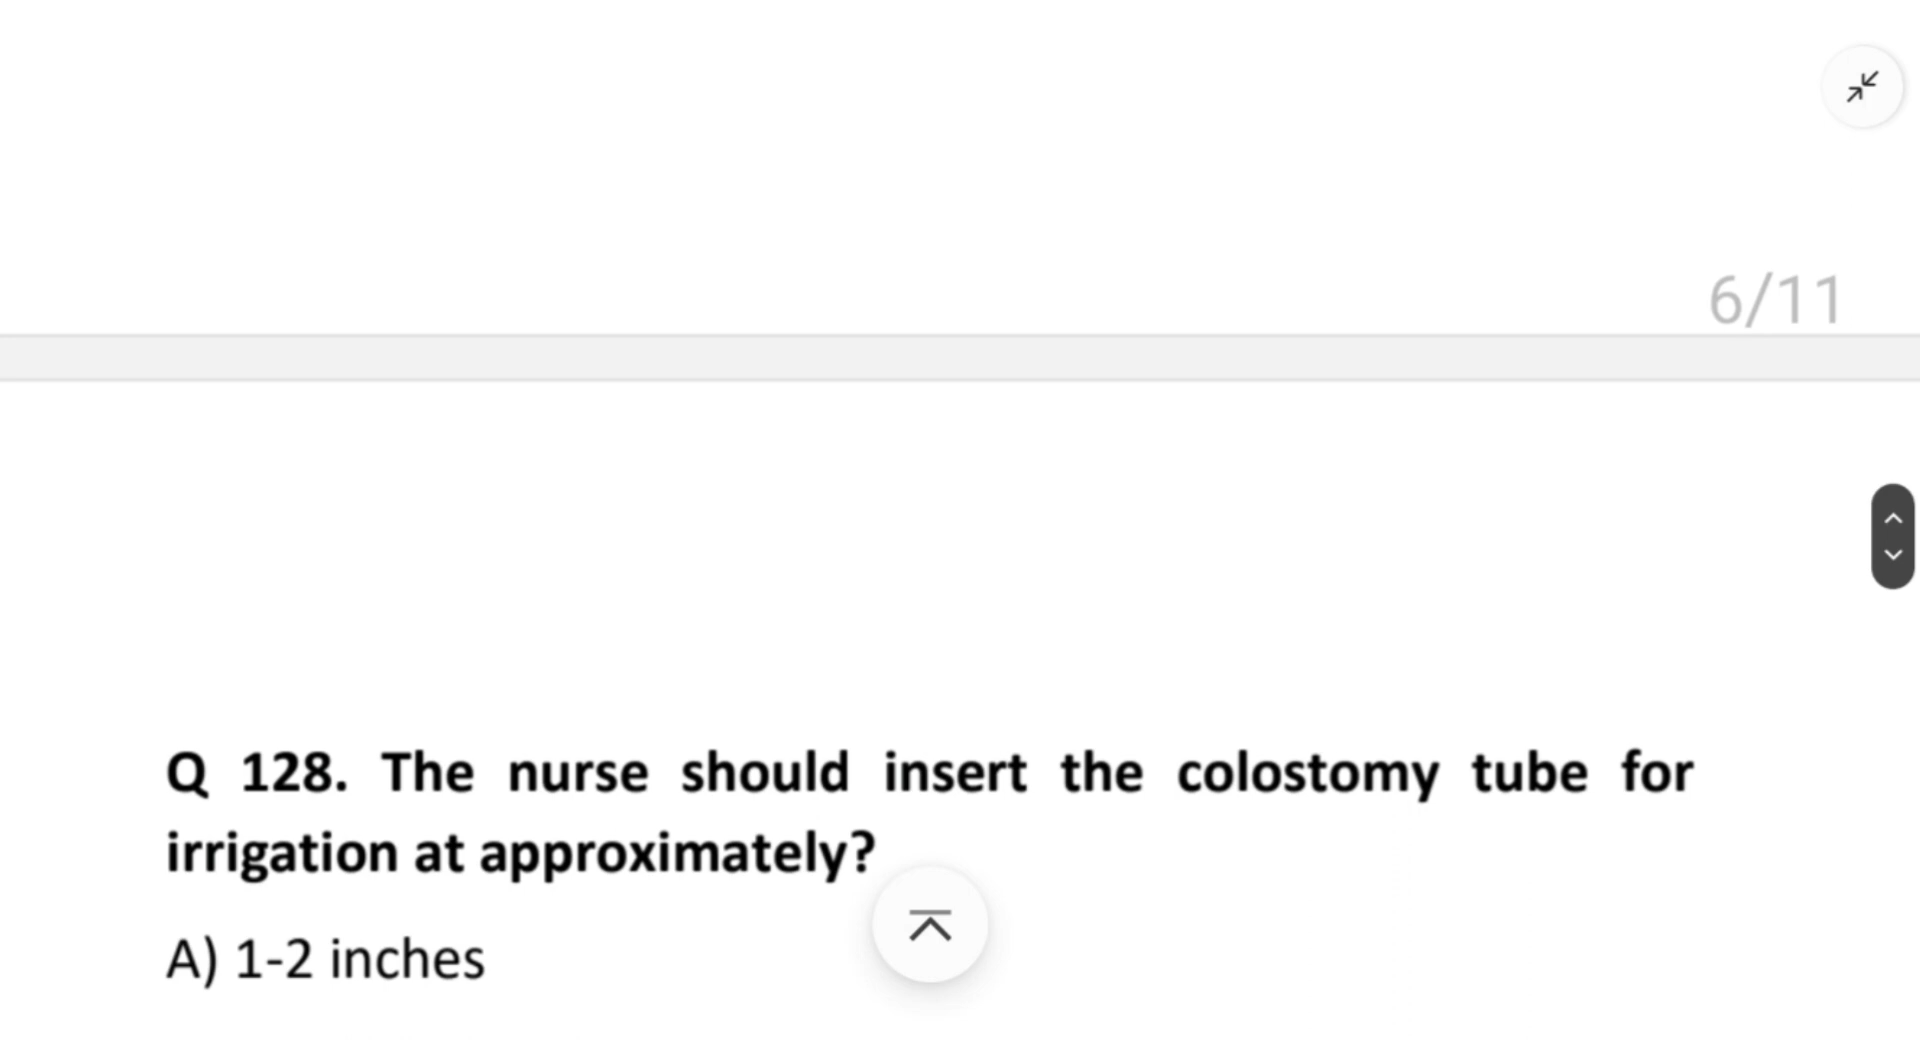 6/11
Q 128. The nurse should insert the colostomy tube for
irrigation at approximately?
A) 1-2 inches